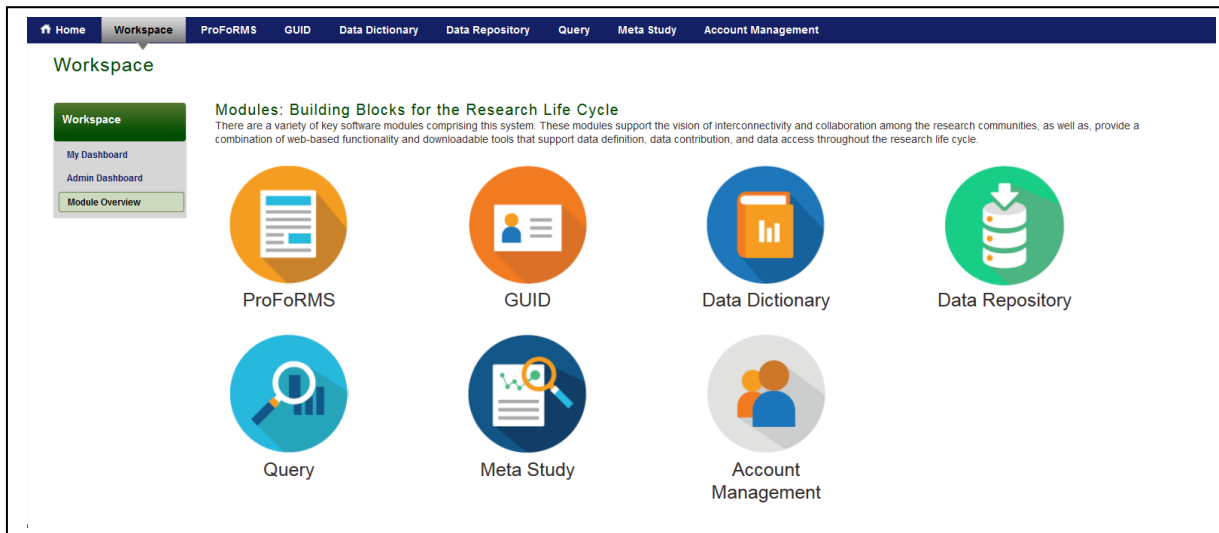 Home Workspace ProFoRMS GUID Data Dictionary Data Repository Query Meta Study Account Management
Workspace
Workspace
My Dashboard
Admin Dashboard
Module Overview
Modules: Building Blocks for the Research Life Cycle
There are a variety of key software modules comprising this system. These modules support the vision of interconnectivity and collaboration among the research communities, as well as, provide a
combination of web-based functionality and downloadable tools that support data definition, data contribution, and data access throughout the research life cycle.
ProFoRMS GUID Data Dictionary Data Repository
Query Meta Study Account
Management